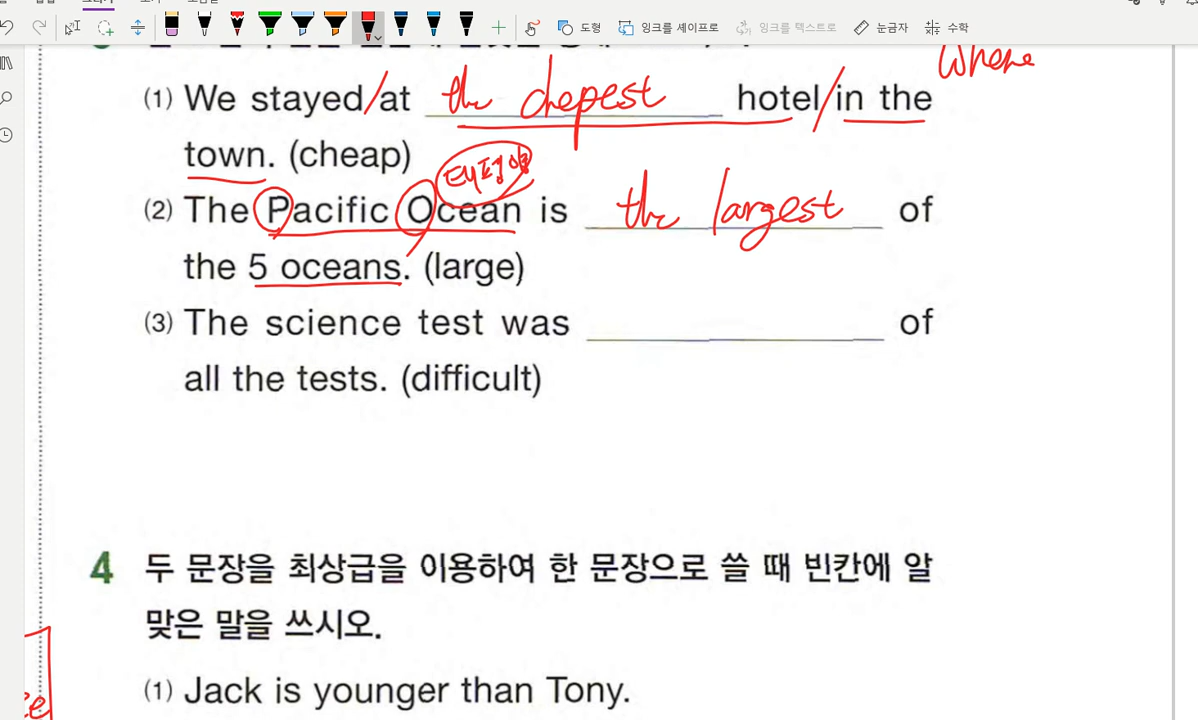 도형 잉크를 셰이프로 잉크를 텍스트로 눈금자 수학
where
(1) We stayed/at the chepest hotel/in the
town. (cheap)
태평양
(2) The Pacific Ocean is the largest of
the 5 oceans. (large)
(3) The science test was ____________ of
all the tests. (difficult)
4 두 문장을 최상급을 이용하여 한 문장으로 쓸 때 빈칸에 알
맞은 말을 쓰시오.
(1) Jack is younger than Tony.